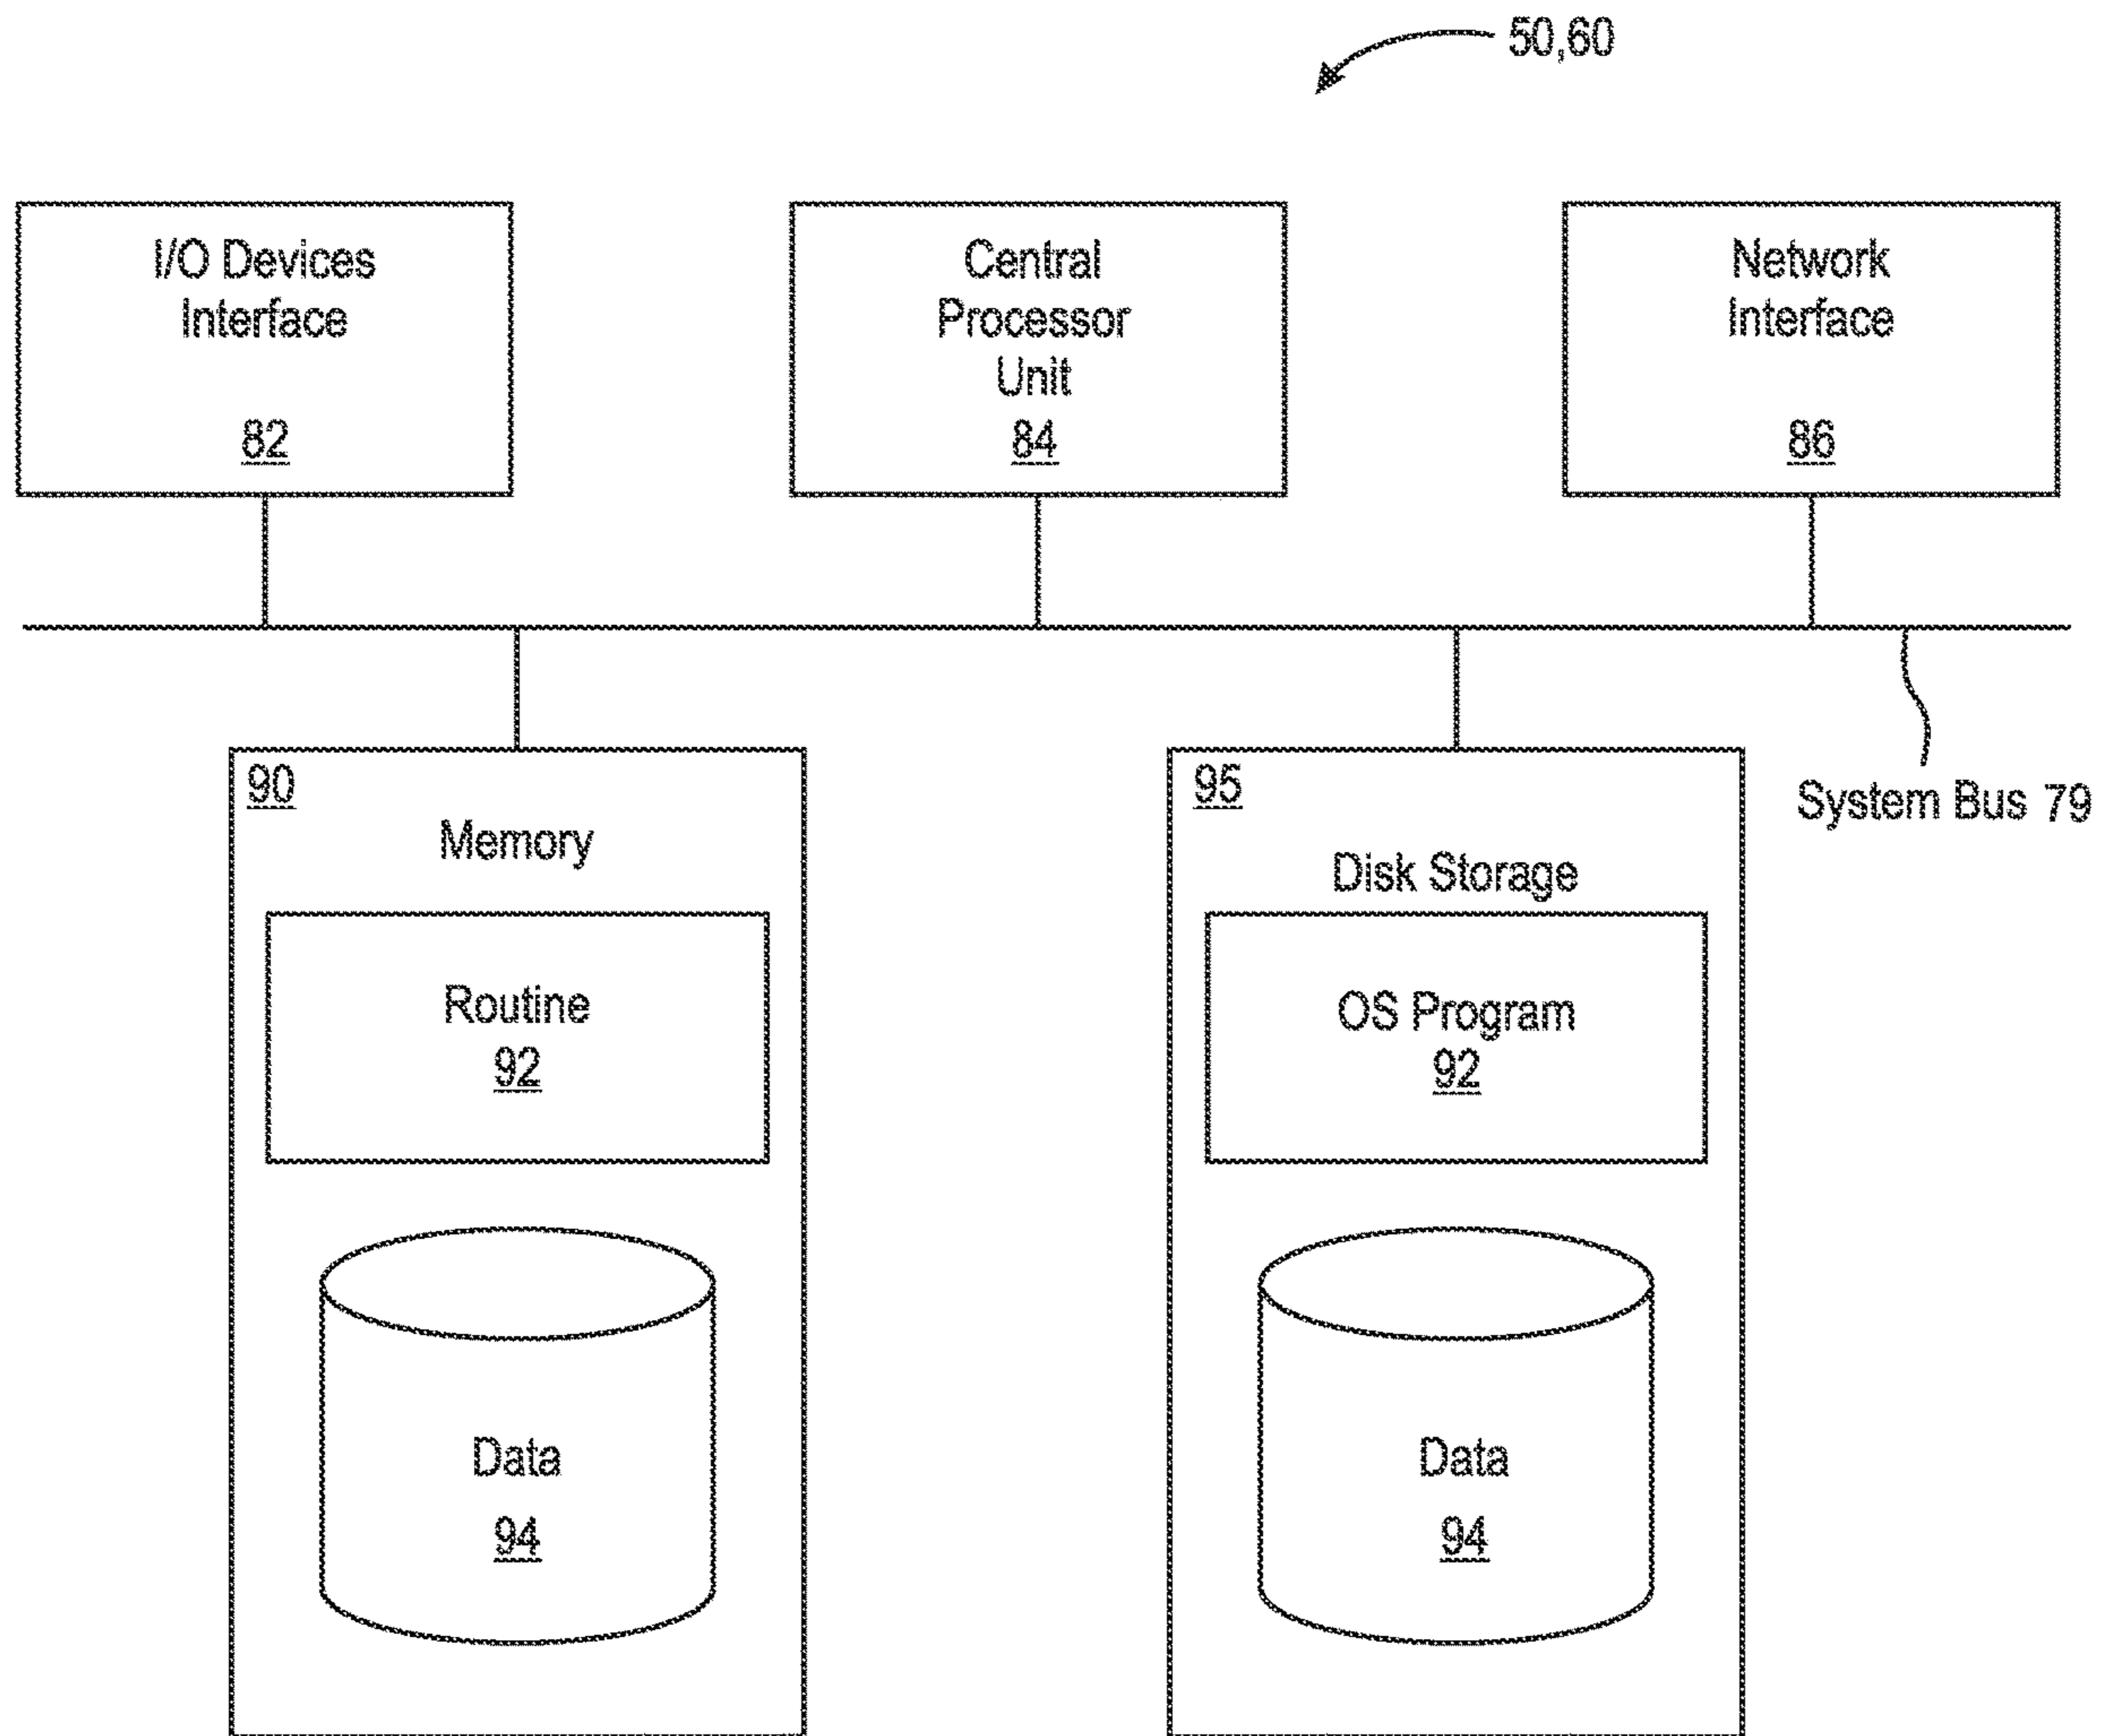 50,60
I/O Devices
Interface
82
Central
Processor
Unit
84
Network
Interface
86
System Bus 79
90
Memory
Routine
92
Data
94
95
Disk Storage
OS Program
92
Data
94